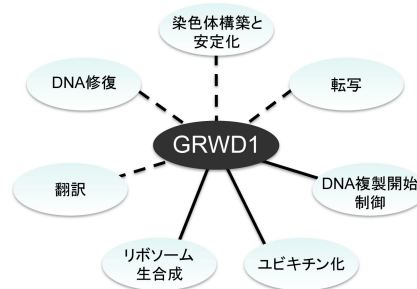 染色体構築と
安定化
DNA修復
転写
GRWD1
翻訳
DNA複製開始
制御
リボソーム
生合成
ユビキチン化